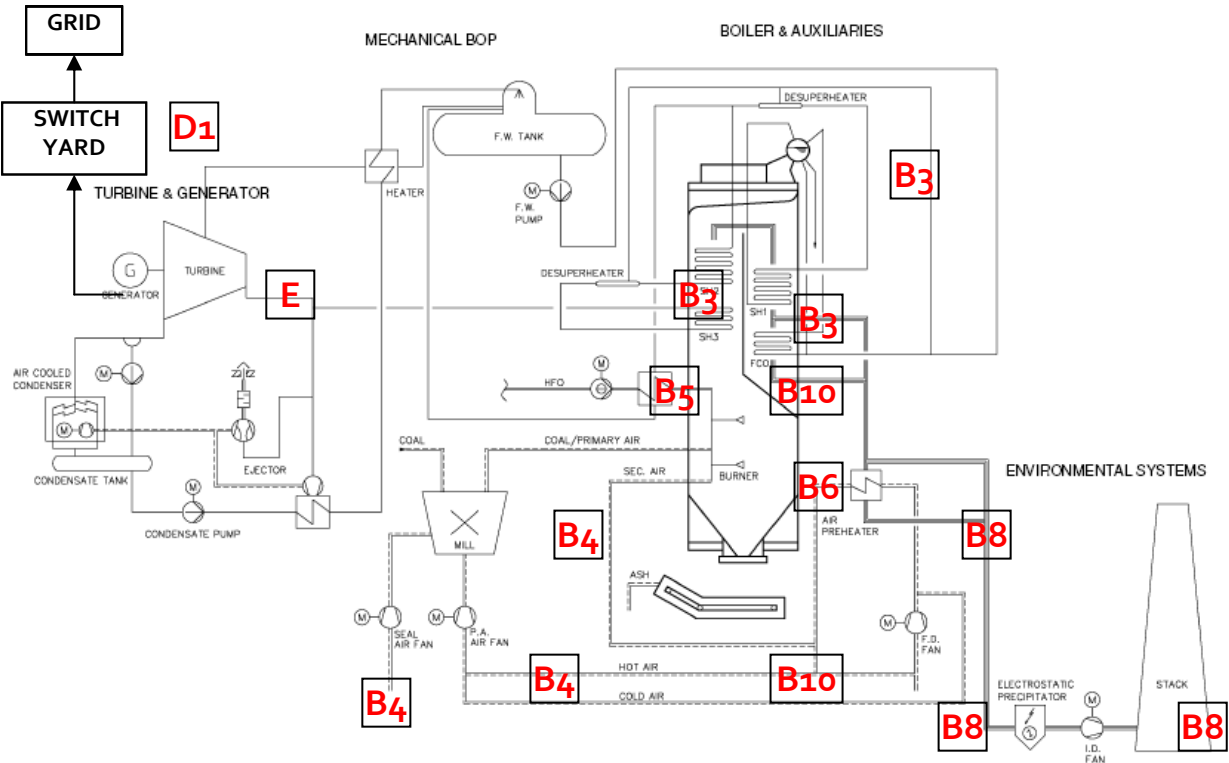 GRID
SWITCH
YARD
D1
MECHANICAL BOP
BOILER & AUXILIARIES
DESUPERHEATER
F.W. TANK
HEATER
M
F.W.
PUMP
B3
TURBINE & GENERATOR
G
GENERATOR
TURBINE
E
DESUPERHEATER
B3
SH3
SH1
B3
FCO
AIR COOLED
CONDENSER
M
M
EJECTOR
CONDENSATE TANK
M
CONDENSATE PUMP
M
HFO
B5
B10
COAL
COAL/PRIMARY AIR
SEC. AIR
BURNER
MILL
B4
B6
AIR
PREHEATER
ENVIRONMENTAL SYSTEMS
B8
ASH
M
SEAL
AIR FAN
M
P.A.
AIR FAN
M
F.D.
FAN
HOT AIR
COLD AIR
B4
B4
B10
B8
ELECTROSTATIC
PRECIPITATOR
M
I.D.
FAN
STACK
B8